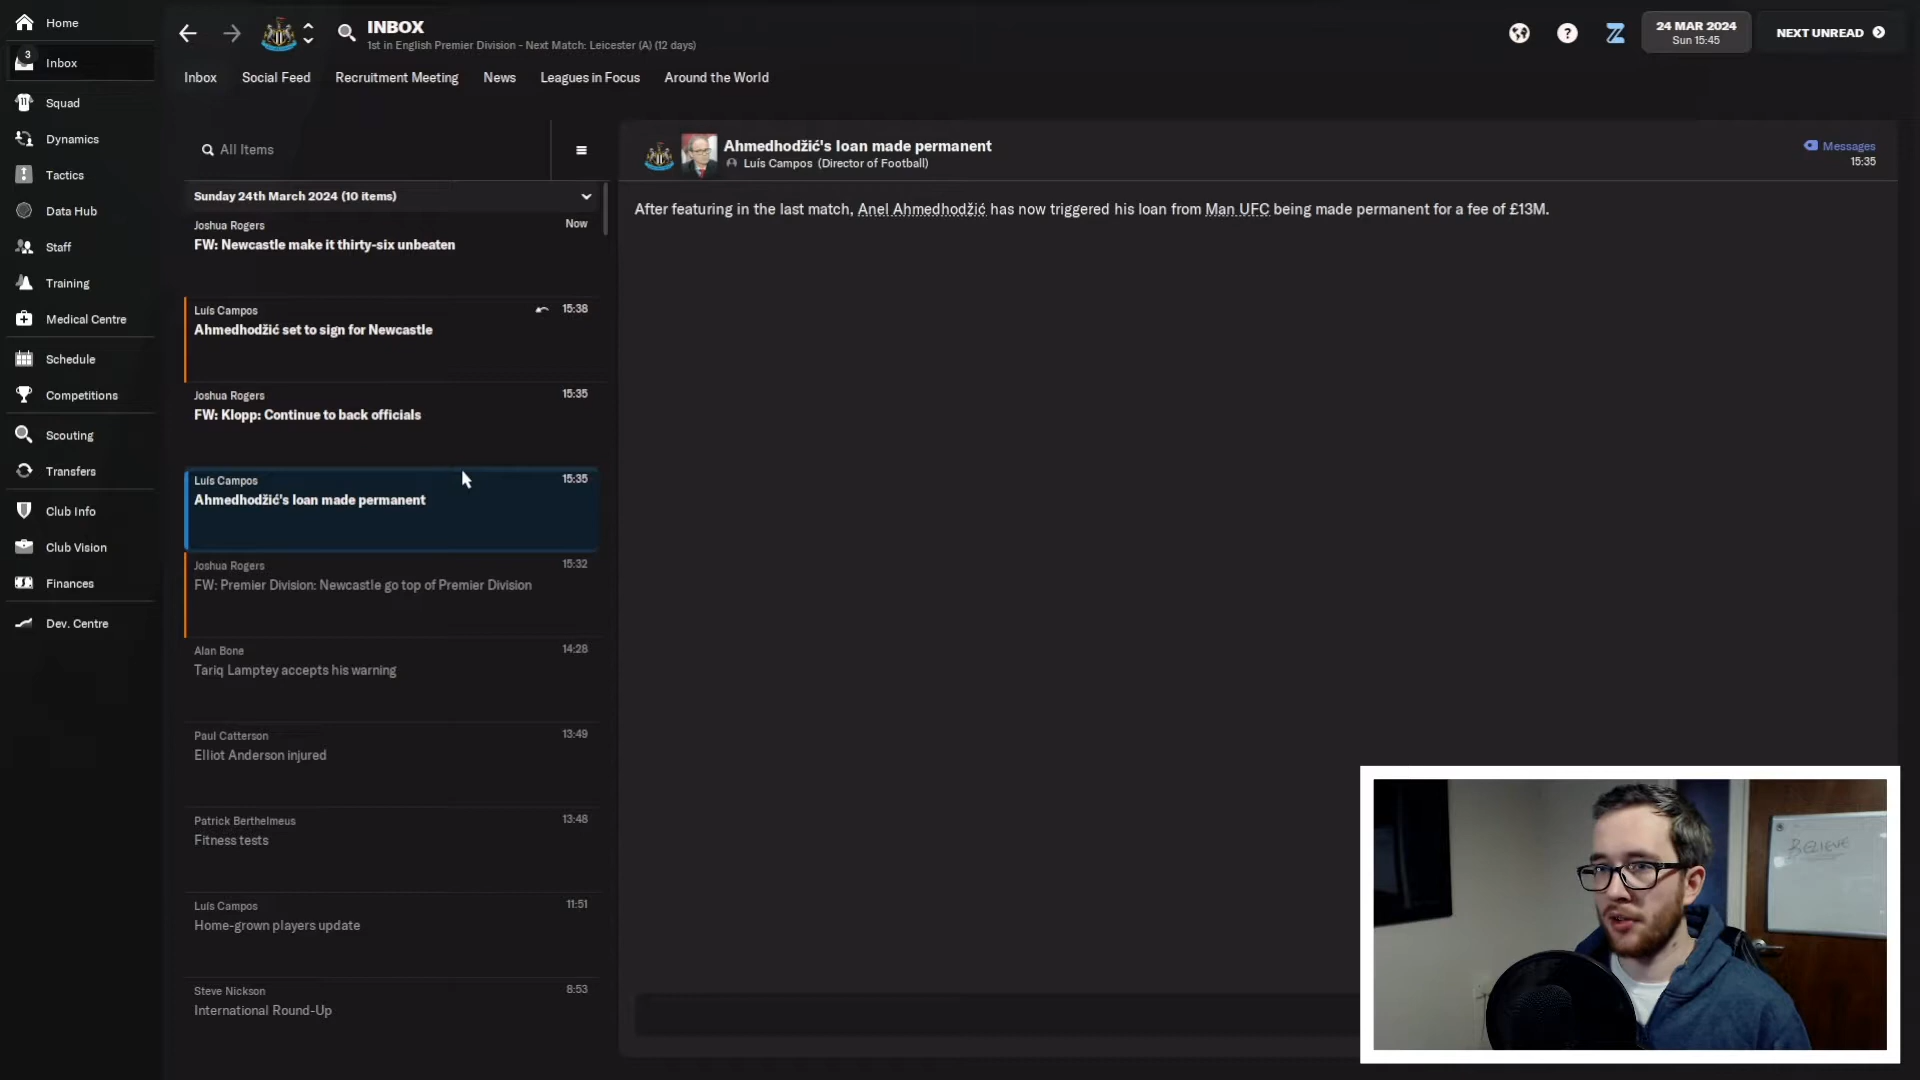 Home
3
Inbox
Squad
Dynamics
Tactics
Data Hub
Staff
Training
Medical Centre
Schedule
Competitions
Scouting
Transfers
Club Info
Club Vision
Finances
Dev. Centre
INBOX
1st in English Premier Division - Next Match: Leicester (A) (12 days)
24 MAR 2024
Sun 15:45
NEXT UNREAD
Inbox Social Feed Recruitment Meeting News Leagues in Focus Around the World
All Items
Sunday 24th March 2024 (10 items)
Joshua Rogers Now
FW: Newcastle make it thirty-six unbeaten
Luís Campos 15:38
Ahmedhodžić set to sign for Newcastle
Joshua Rogers 15:35
FW: Klopp: Continue to back officials
Luís Campos 15:35
Ahmedhodžić's loan made permanent
Joshua Rogers 15:32
FW: Premier Division: Newcastle go top of Premier Division
Alan Bone 14:28
Tariq Lamptey accepts his warning
Paul Catterson 13:49
Elliot Anderson injured
Patrick Berthelmeus 13:48
Fitness tests
Luís Campos 11:51
Home-grown players update
Steve Nickson 8:53
International Round-Up
Ahmedhodžić's loan made permanent
Luís Campos (Director of Football)
Messages
15:35
After featuring in the last match, Anel Ahmedhodžić has now triggered his loan from Man UFC being made permanent for a fee of £13M.
BELIEVE